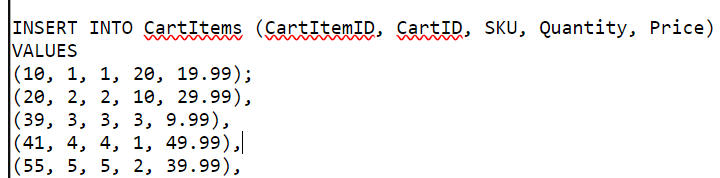 INSERT INTO CartItems (CartItemID, CartID, SKU, Quantity, Price)
VALUES
(10, 1, 1, 20, 19.99);
(20, 2, 2, 10, 29.99),
(39, 3, 3, 3, 9.99),
(41, 4, 4, 1, 49.99),
(55, 5, 5, 2, 39.99),